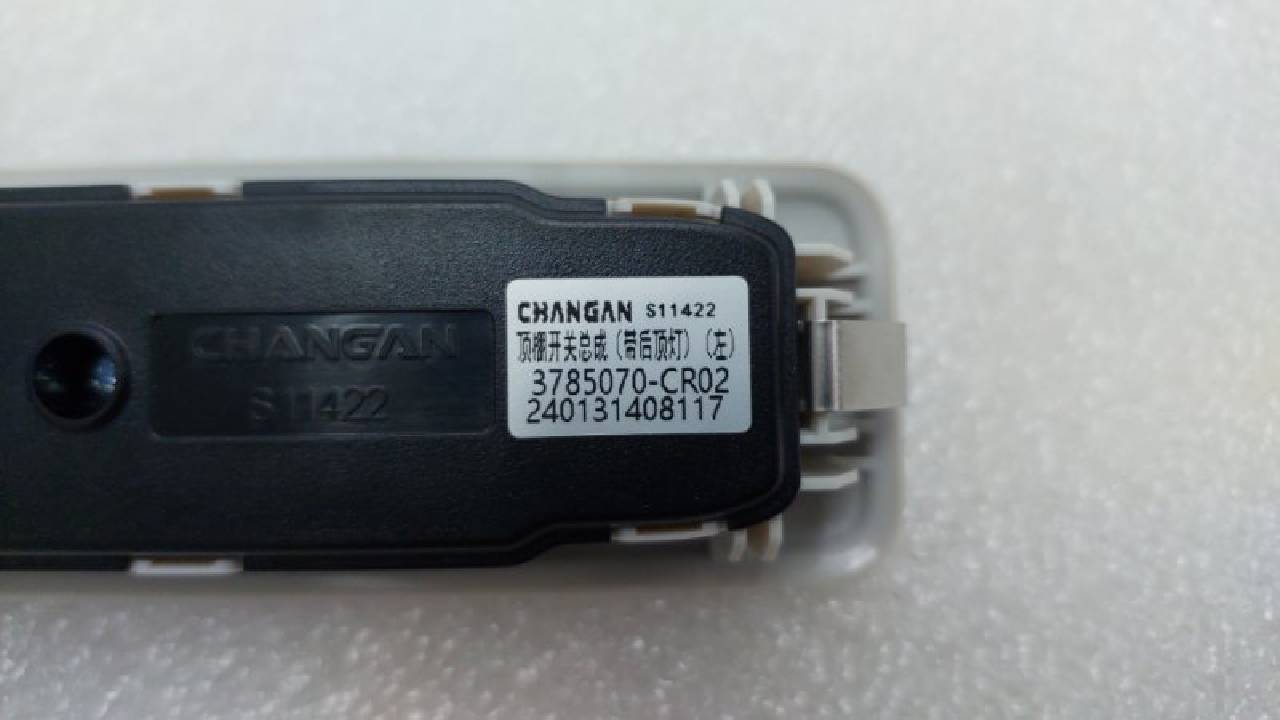 CHANGAN
S11422
CHANGAN S11422
顶棚开关总成(带后顶灯)(左)
3785070-CR02
240131408117